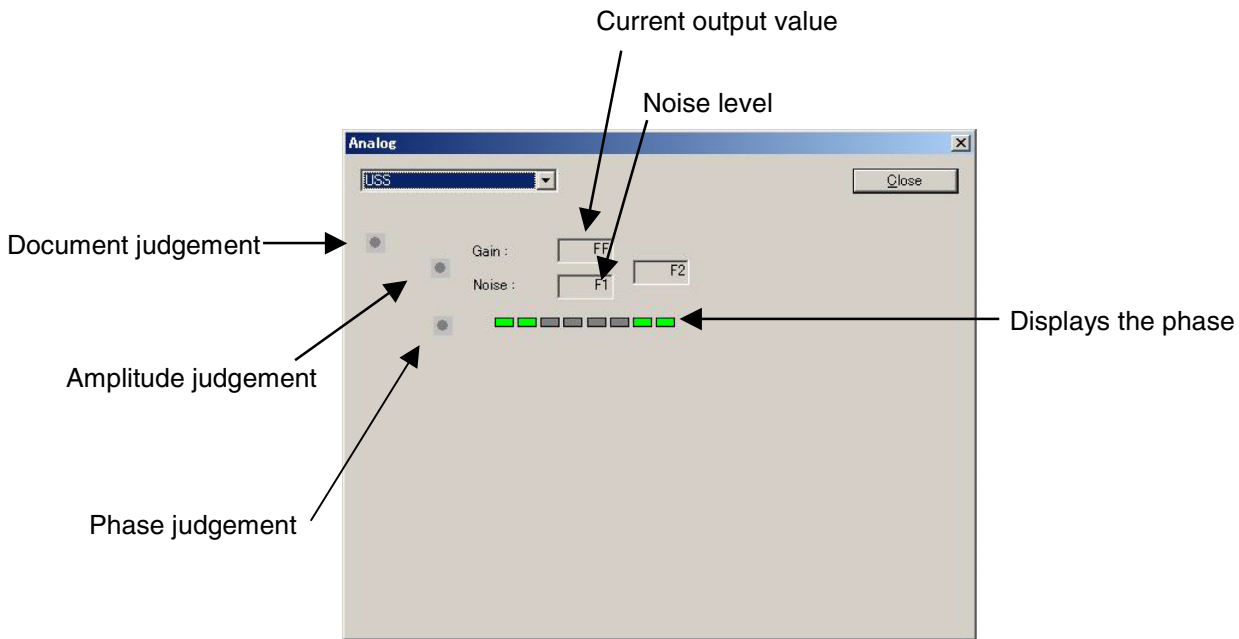 Current output value
Noise level
Analog
USS
Close
Document judgement
Gain :
FF
F2
Noise :
F1
Displays the phase
Amplitude judgement
Phase judgement